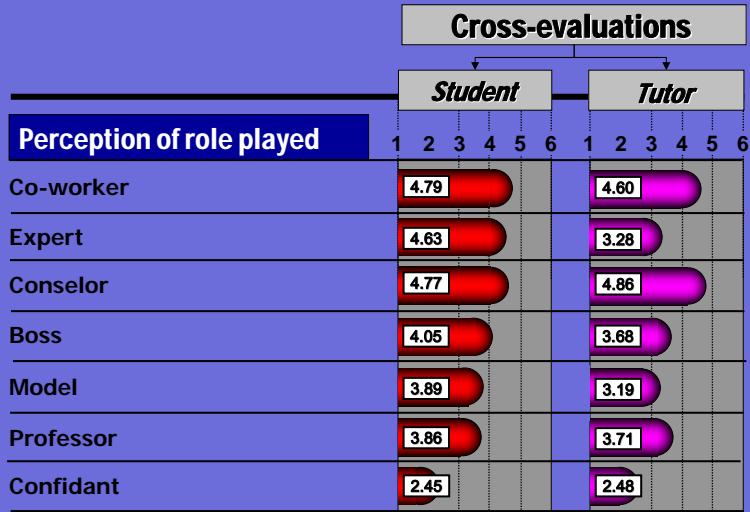 Cross-evaluations
Student Tutor
Perception of role played 1 2 3 4 5 6 1 2 3 4 5 6
Co-worker 4.79 4.60
Expert 4.63 3.28
Conselor 4.77 4.86
Boss 4.05 3.68
Model 3.89 3.19
Professor 3.86 3.71
Confidant 2.45 2.48